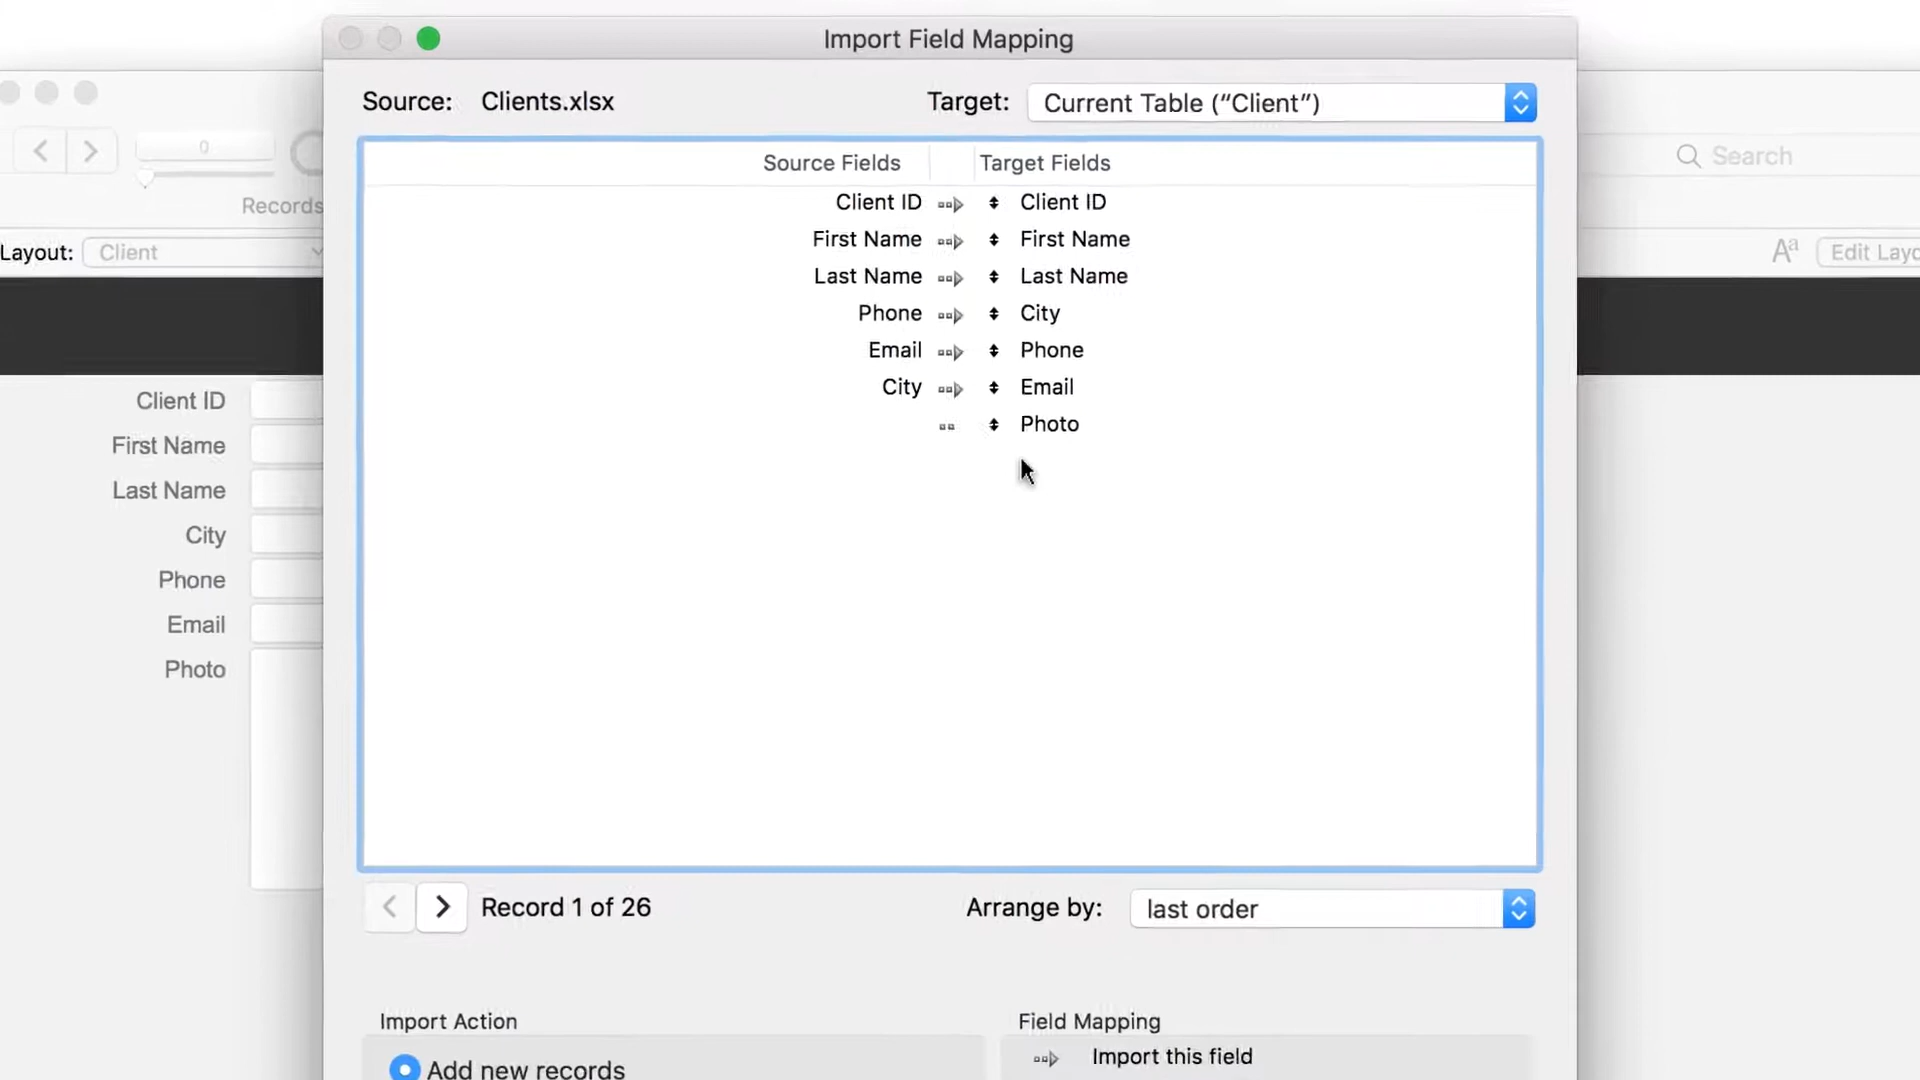 Import Field Mapping
Source: Clients.xlsx
Target: Current Table (“Client”)
0
Search
Records
Layout: Client
Aª Edit Layo
Source Fields Target Fields
Client ID Client ID
First Name First Name
Last Name Last Name
Phone City
Email Phone
City Email
Photo
Client ID
First Name
Last Name
City
Phone
Email
Photo
Record 1 of 26
Arrange by: last order
Import Action
Add new records
Field Mapping
Import this field